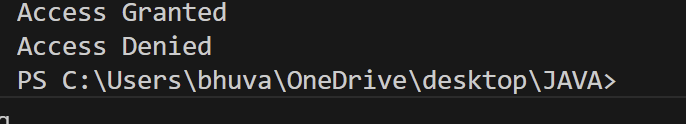 Access Granted
Access Denied
PS C:\Users\bhuva\OneDrive\desktop\JAVA>